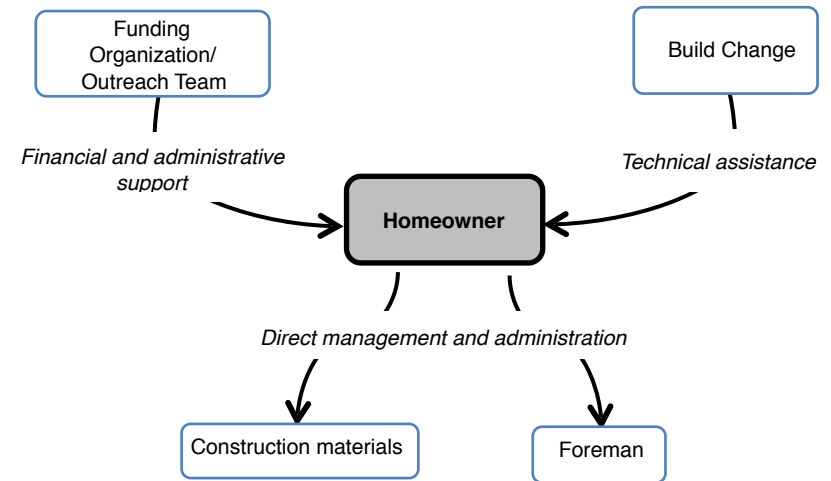 Funding
Organization/
Outreach Team
Build Change
Financial and administrative
support
Technical assistance
Homeowner
Direct management and administration
Construction materials
Foreman